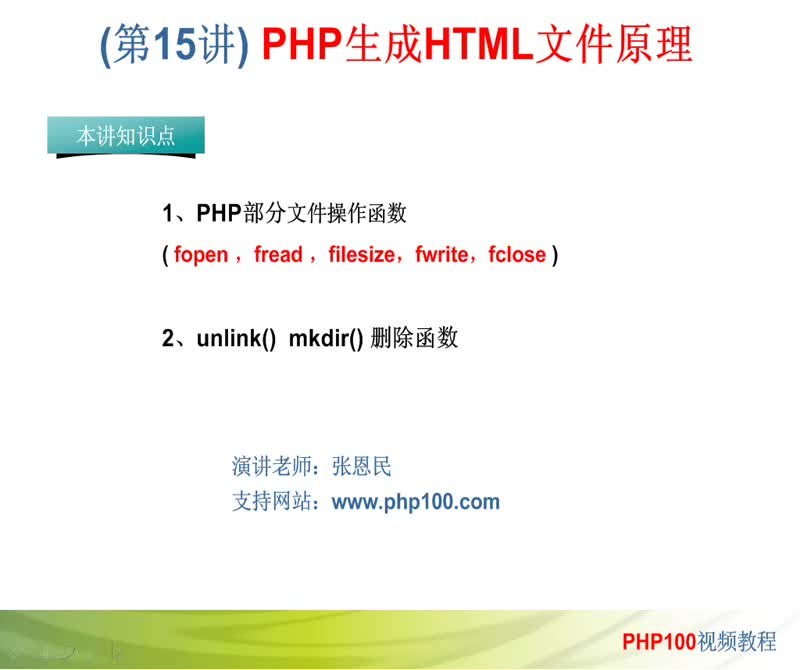 (第15讲) PHP生成HTML文件原理
本讲知识点
1、PHP部分文件操作函数
( fopen ，fread ，filesize，fwrite，fclose )
2、unlink() mkdir() 删除函数
演讲老师：张恩民
支持网站：www.php100.com
PHP100视频教程